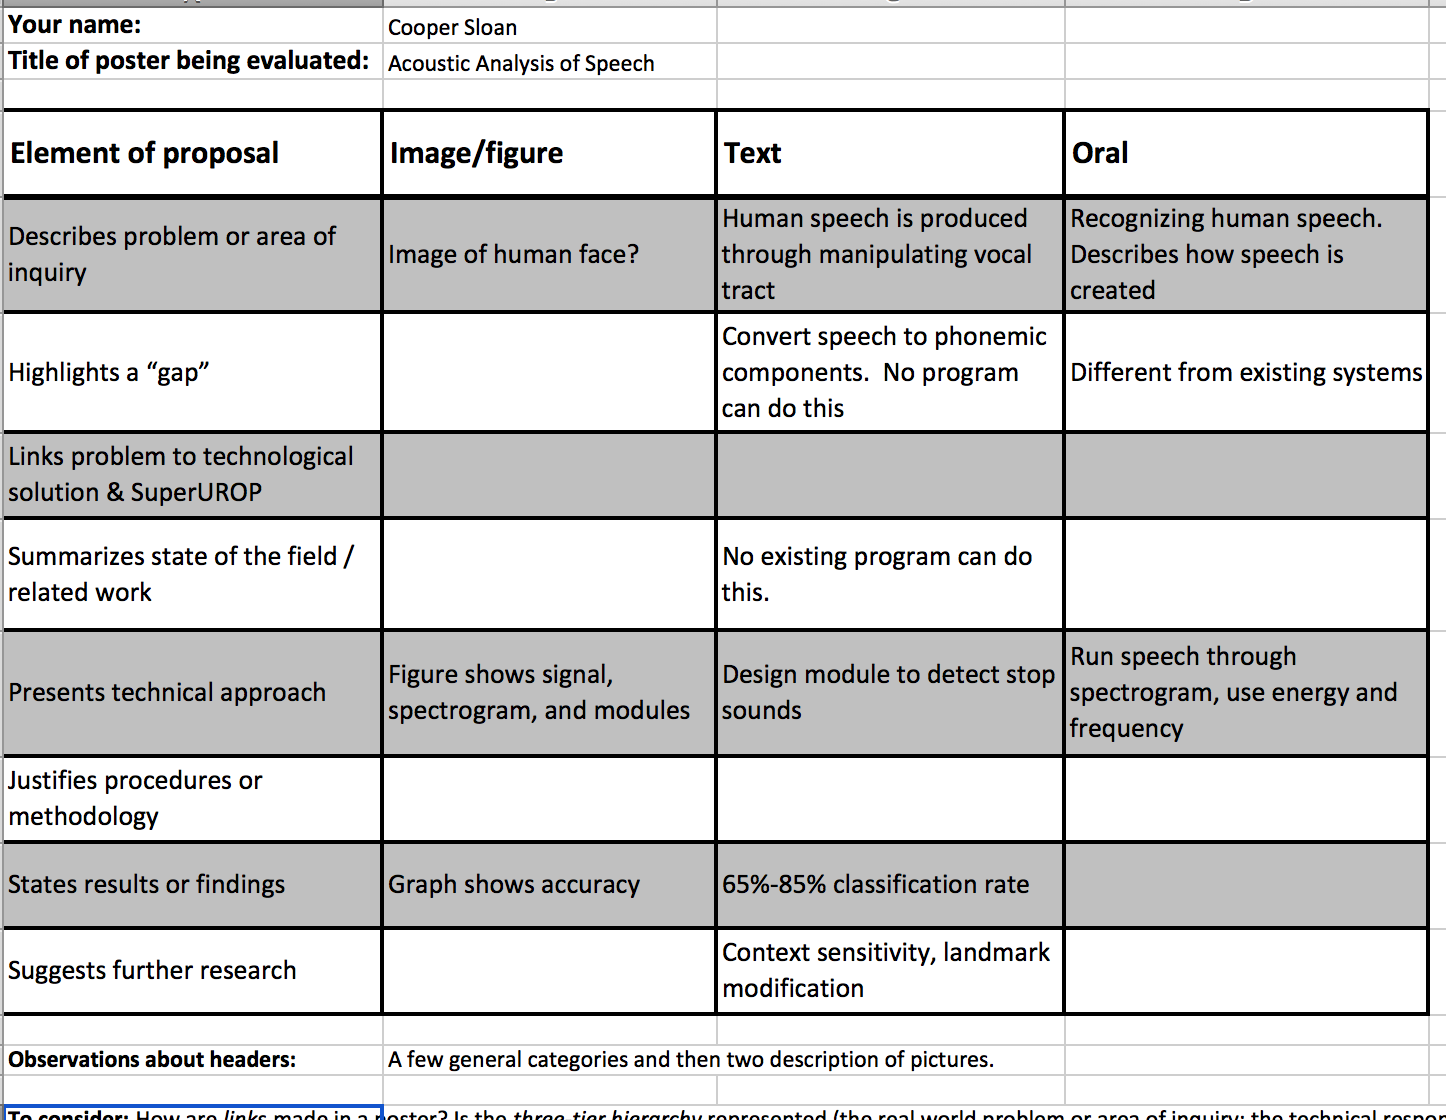 Your name: Cooper Sloan
Title of poster being evaluated: Acoustic Analysis of Speech
Element of proposal Image/figure Text Oral
Describes problem or area of
inquiry
Image of human face?
Human speech is produced
through manipulating vocal
tract
Recognizing human speech.
Describes how speech is
created
Highlights a “gap”
Convert speech to phonemic
components.  No program
can do this
Different from existing systems
Links problem to technological
solution & SuperUROP
Summarizes state of the field /
related work
No existing program can do
this.
Presents technical approach
Figure shows signal,
spectrogram, and modules
Design module to detect stop
sounds
Run speech through
spectrogram, use energy and
frequency
Justifies procedures or
methodology
States results or findings
Graph shows accuracy
65%-85% classification rate
Suggests further research
Context sensitivity, landmark
modification
Observations about headers: A few general categories and then two description of pictures.
To consider: How are links made in a poster? Is the three-tier hierarchy represented (the real world problem or area of inquiry; the technical